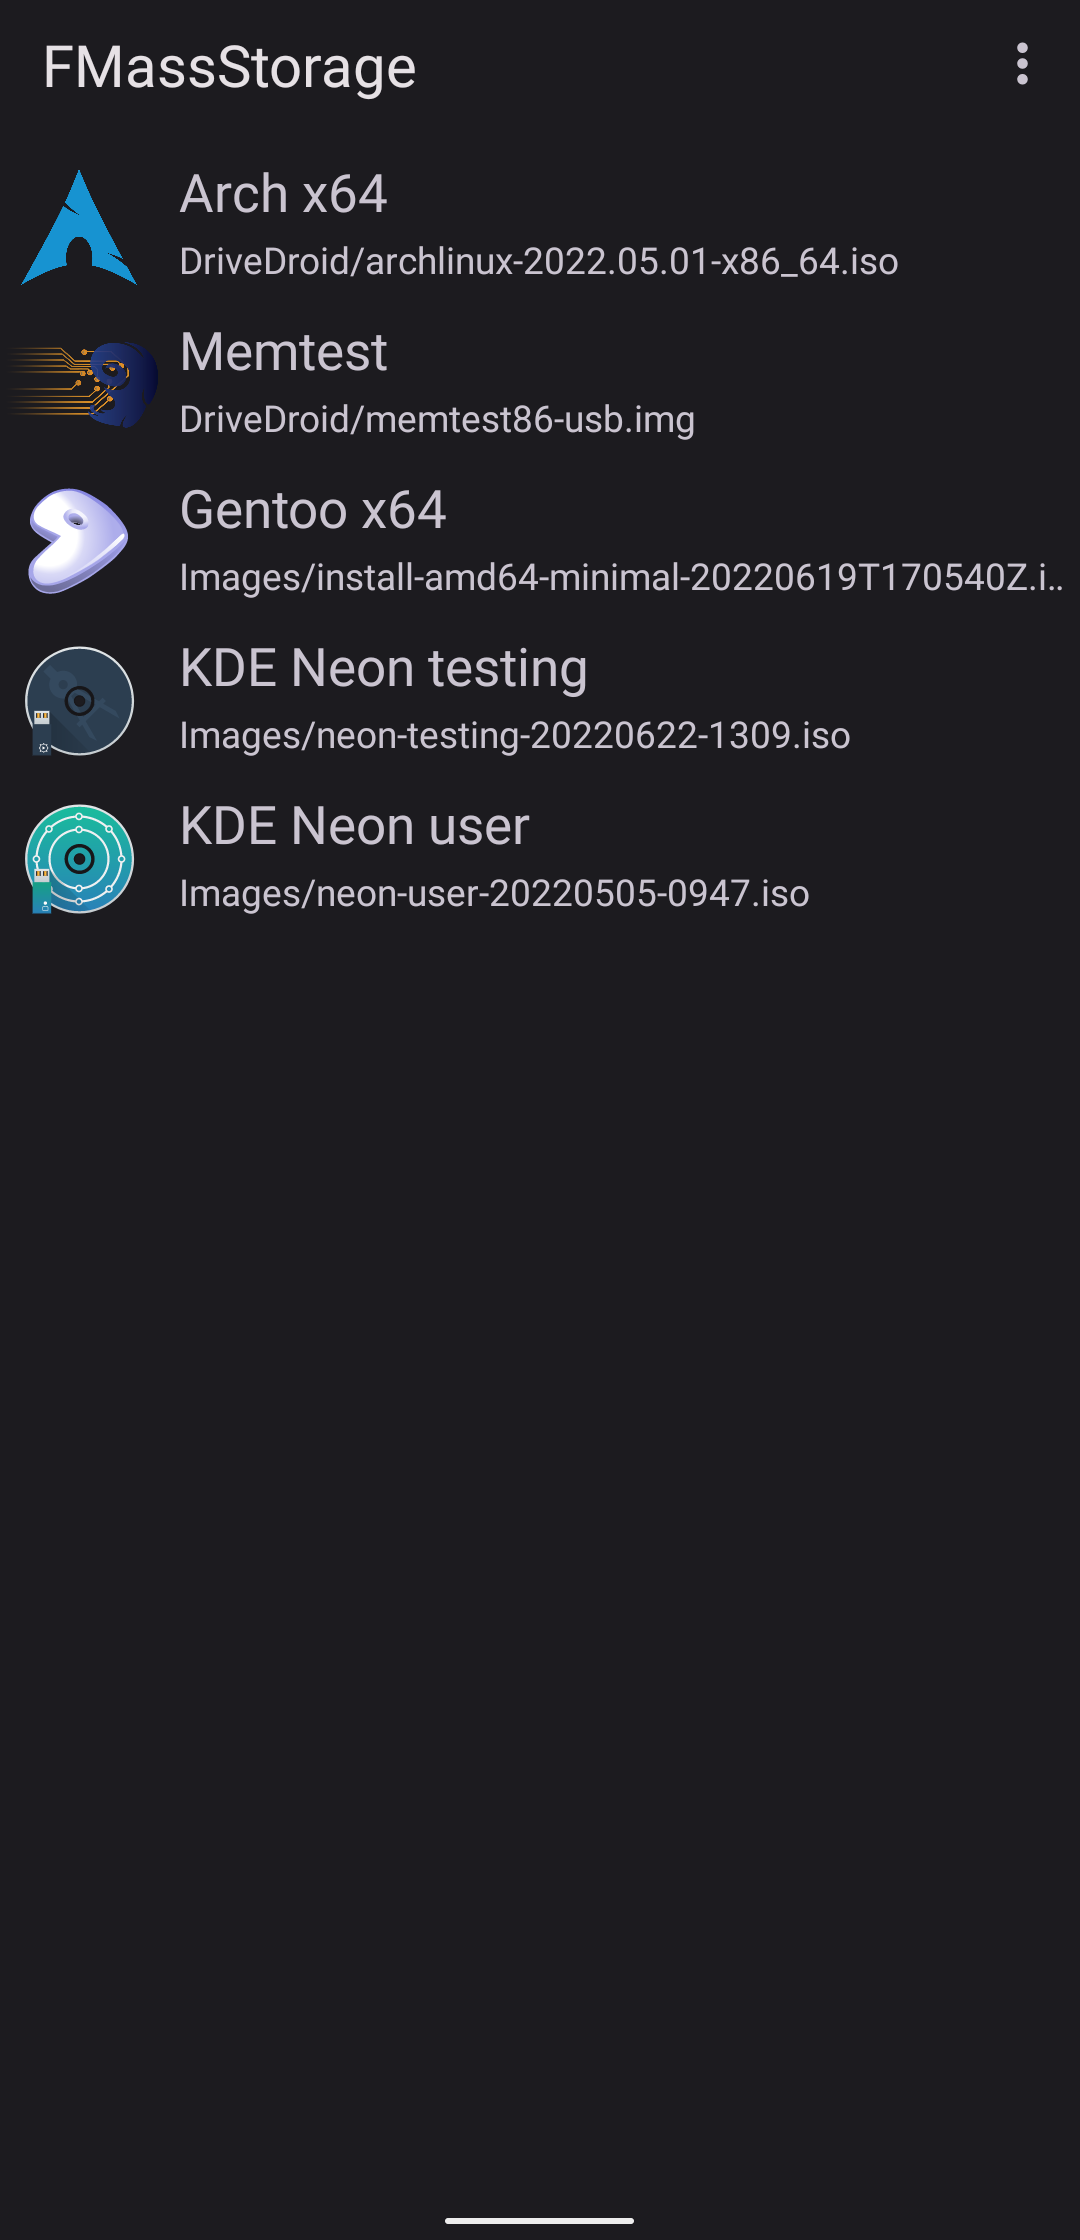 FMassStorage
Arch x64
DriveDroid/archlinux-2022.05.01-x86_64.iso
Memtest
DriveDroid/memtest86-usb.img
Gentoo x64
Images/install-amd64-minimal-20220619T170540Z.i..
KDE Neon testing
Images/neon-testing-20220622-1309.iso
KDE Neon user
Images/neon-user-20220505-0947.iso